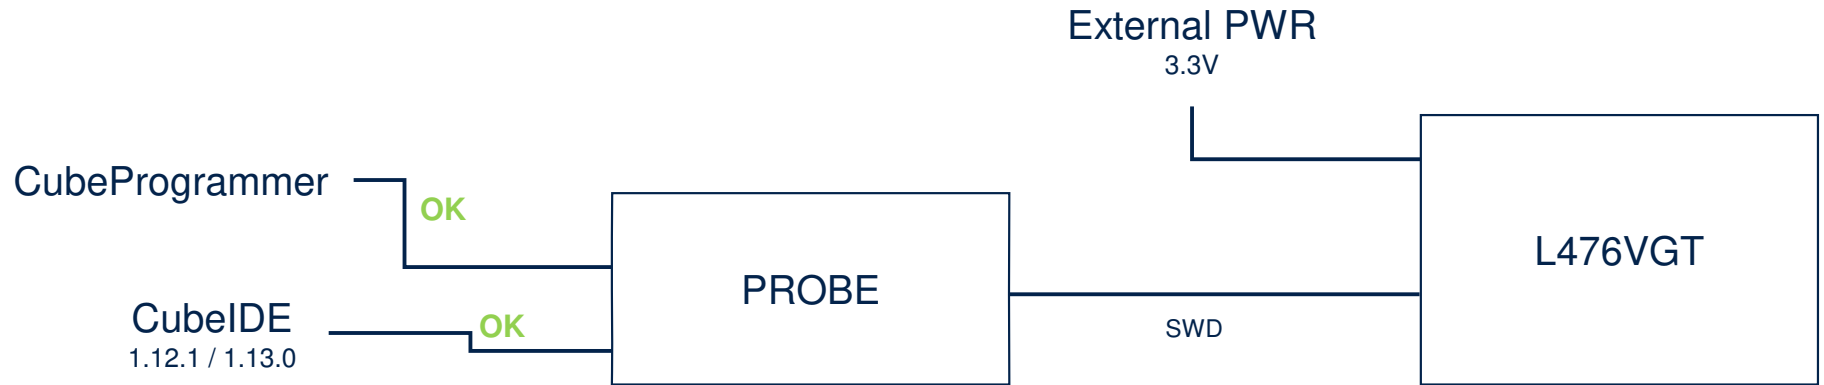 External PWR
3.3V
CubeProgrammer
OK
L476VGT
PROBE
CubeIDE
OK
1.12.1 / 1.13.0
SWD